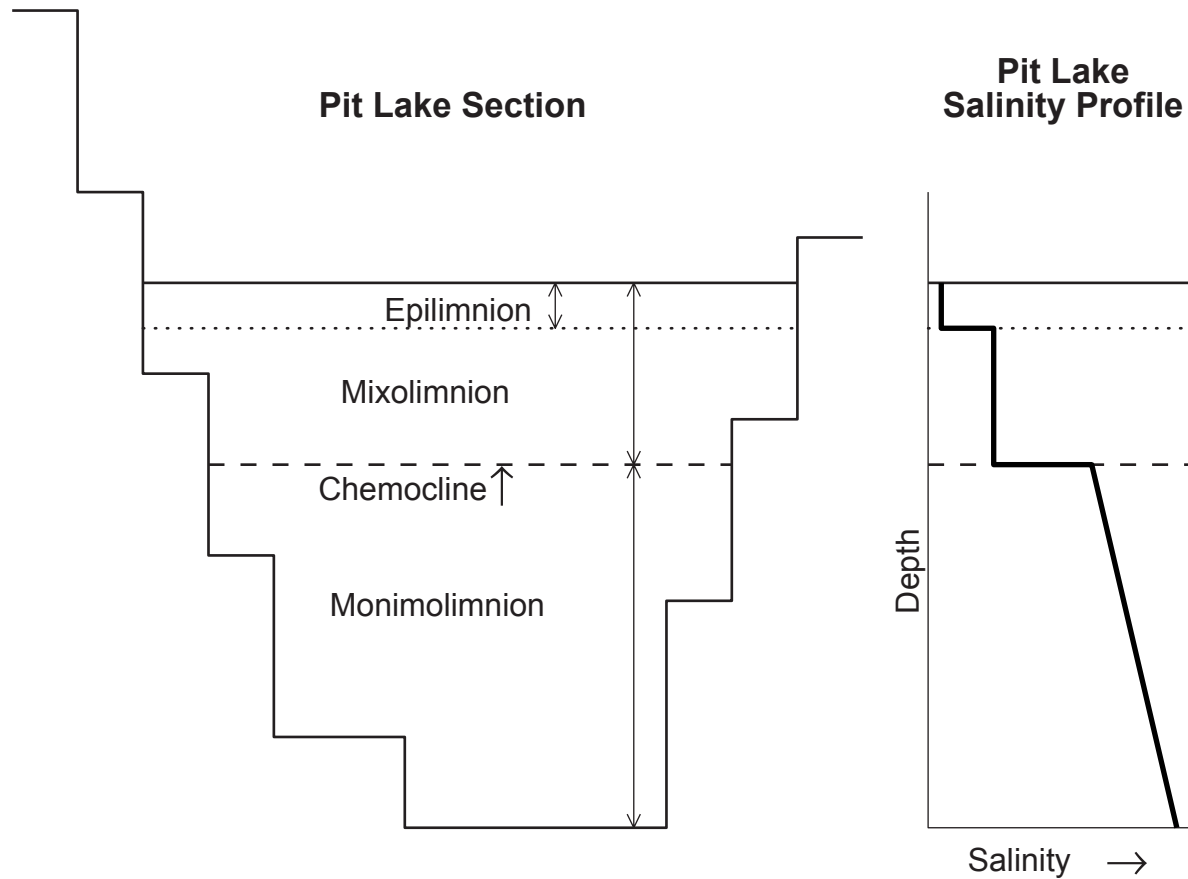 Pit Lake Section
Pit Lake
Salinity Profile
Epilimnion
Mixolimnion
Chemocline
Monimolimnion
Depth
Salinity